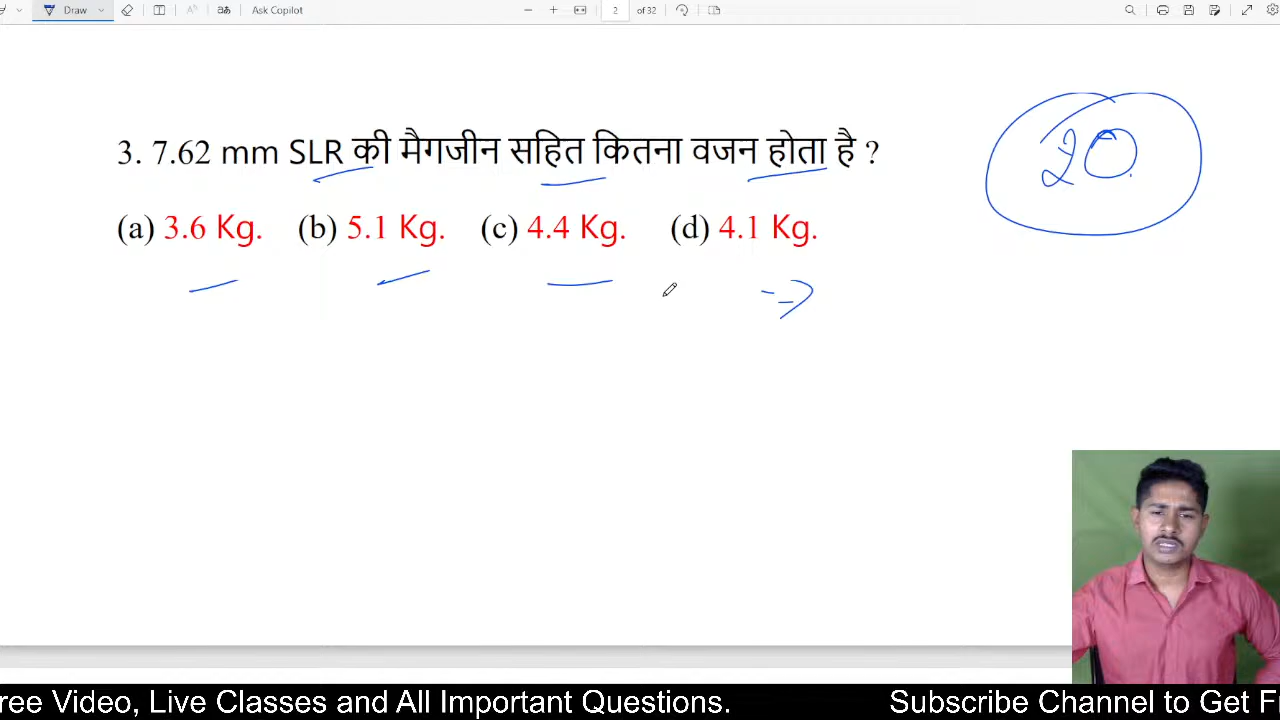 Draw
Ask Copilot
2 of 32
3. 7.62 mm SLR की मैगजीन सहित कितना वजन होता है ?
20
(a) 3.6 Kg. (b) 5.1 Kg. (c) 4.4 Kg. (d) 4.1 Kg.
ree Video, Live Classes and All Important Questions. Subscribe Channel to Get F